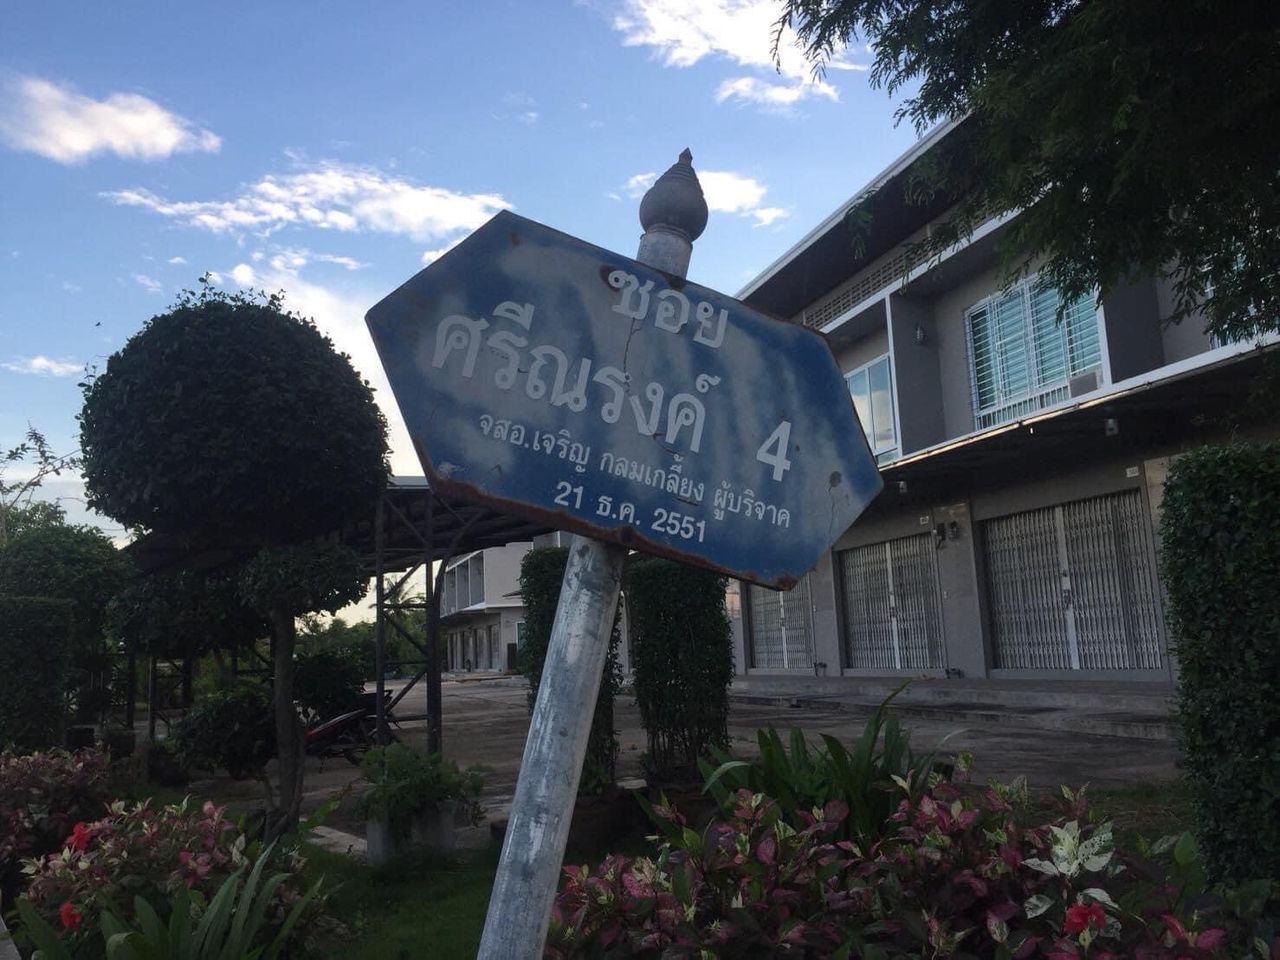 ซอย
ศรีณรงค์ 4
จสอ.เจริญ กลมเกลี้ยง ผู้บริจาค
21 ธ.ค. 2551